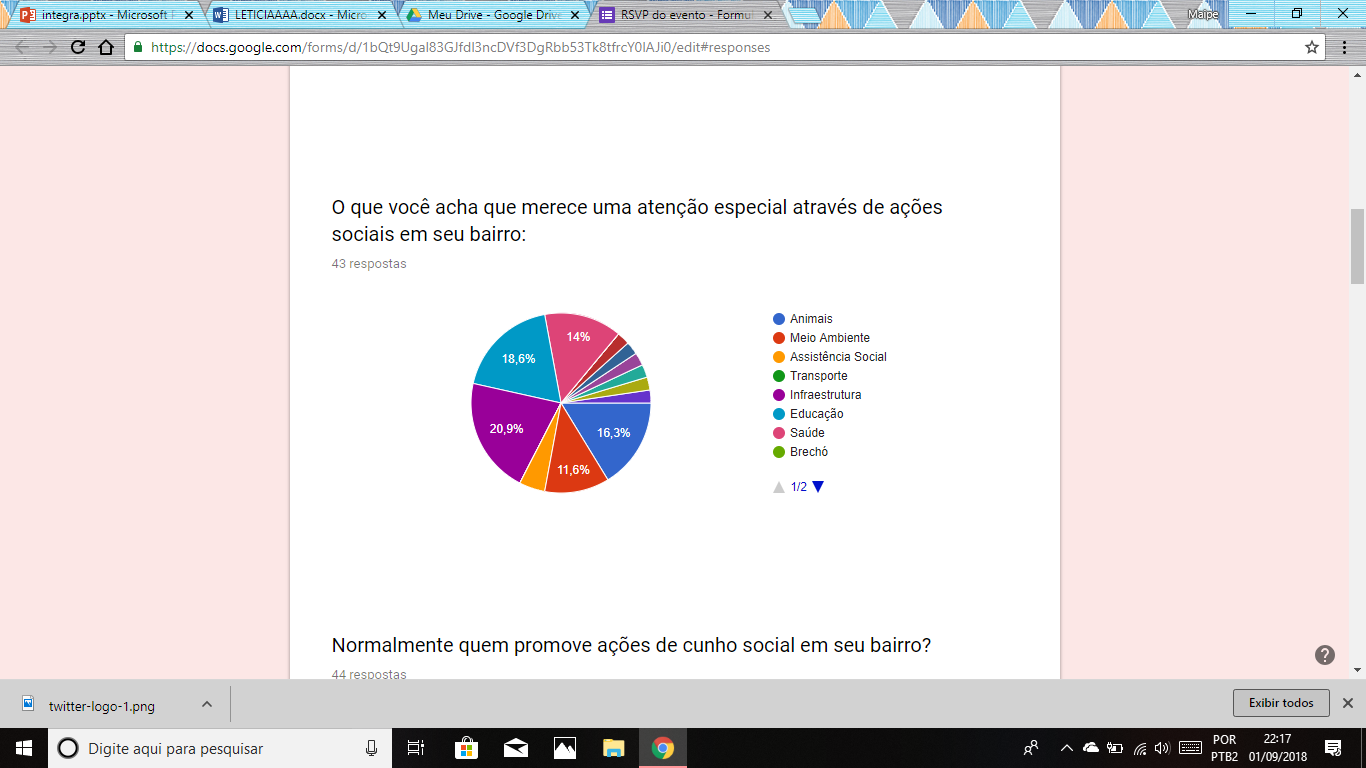 integra.pptx - Microsoft P
LETICIAAAA.docx - Micro
Meu Drive - Google Drive
RSVP do evento - Formul
Maipe
https://docs.google.com/forms/d/1bQt9Ugal83GJfdl3ncDVf3DgRbb53Tk8tfrcY0IAJi0/edit#responses
O que você acha que merece uma atenção especial através de ações
sociais em seu bairro:
43 respostas
14%
18,6%
20,9%
16,3%
11,6%
Animais
Meio Ambiente
Assistência Social
Transporte
Infraestrutura
Educação
Saúde
Brechó
1/2
Normalmente quem promove ações de cunho social em seu bairro?
44 respostas
twitter-logo-1.png
Exibir todos
Digite aqui para pesquisar
POR
PTB2
22:17
01/09/2018